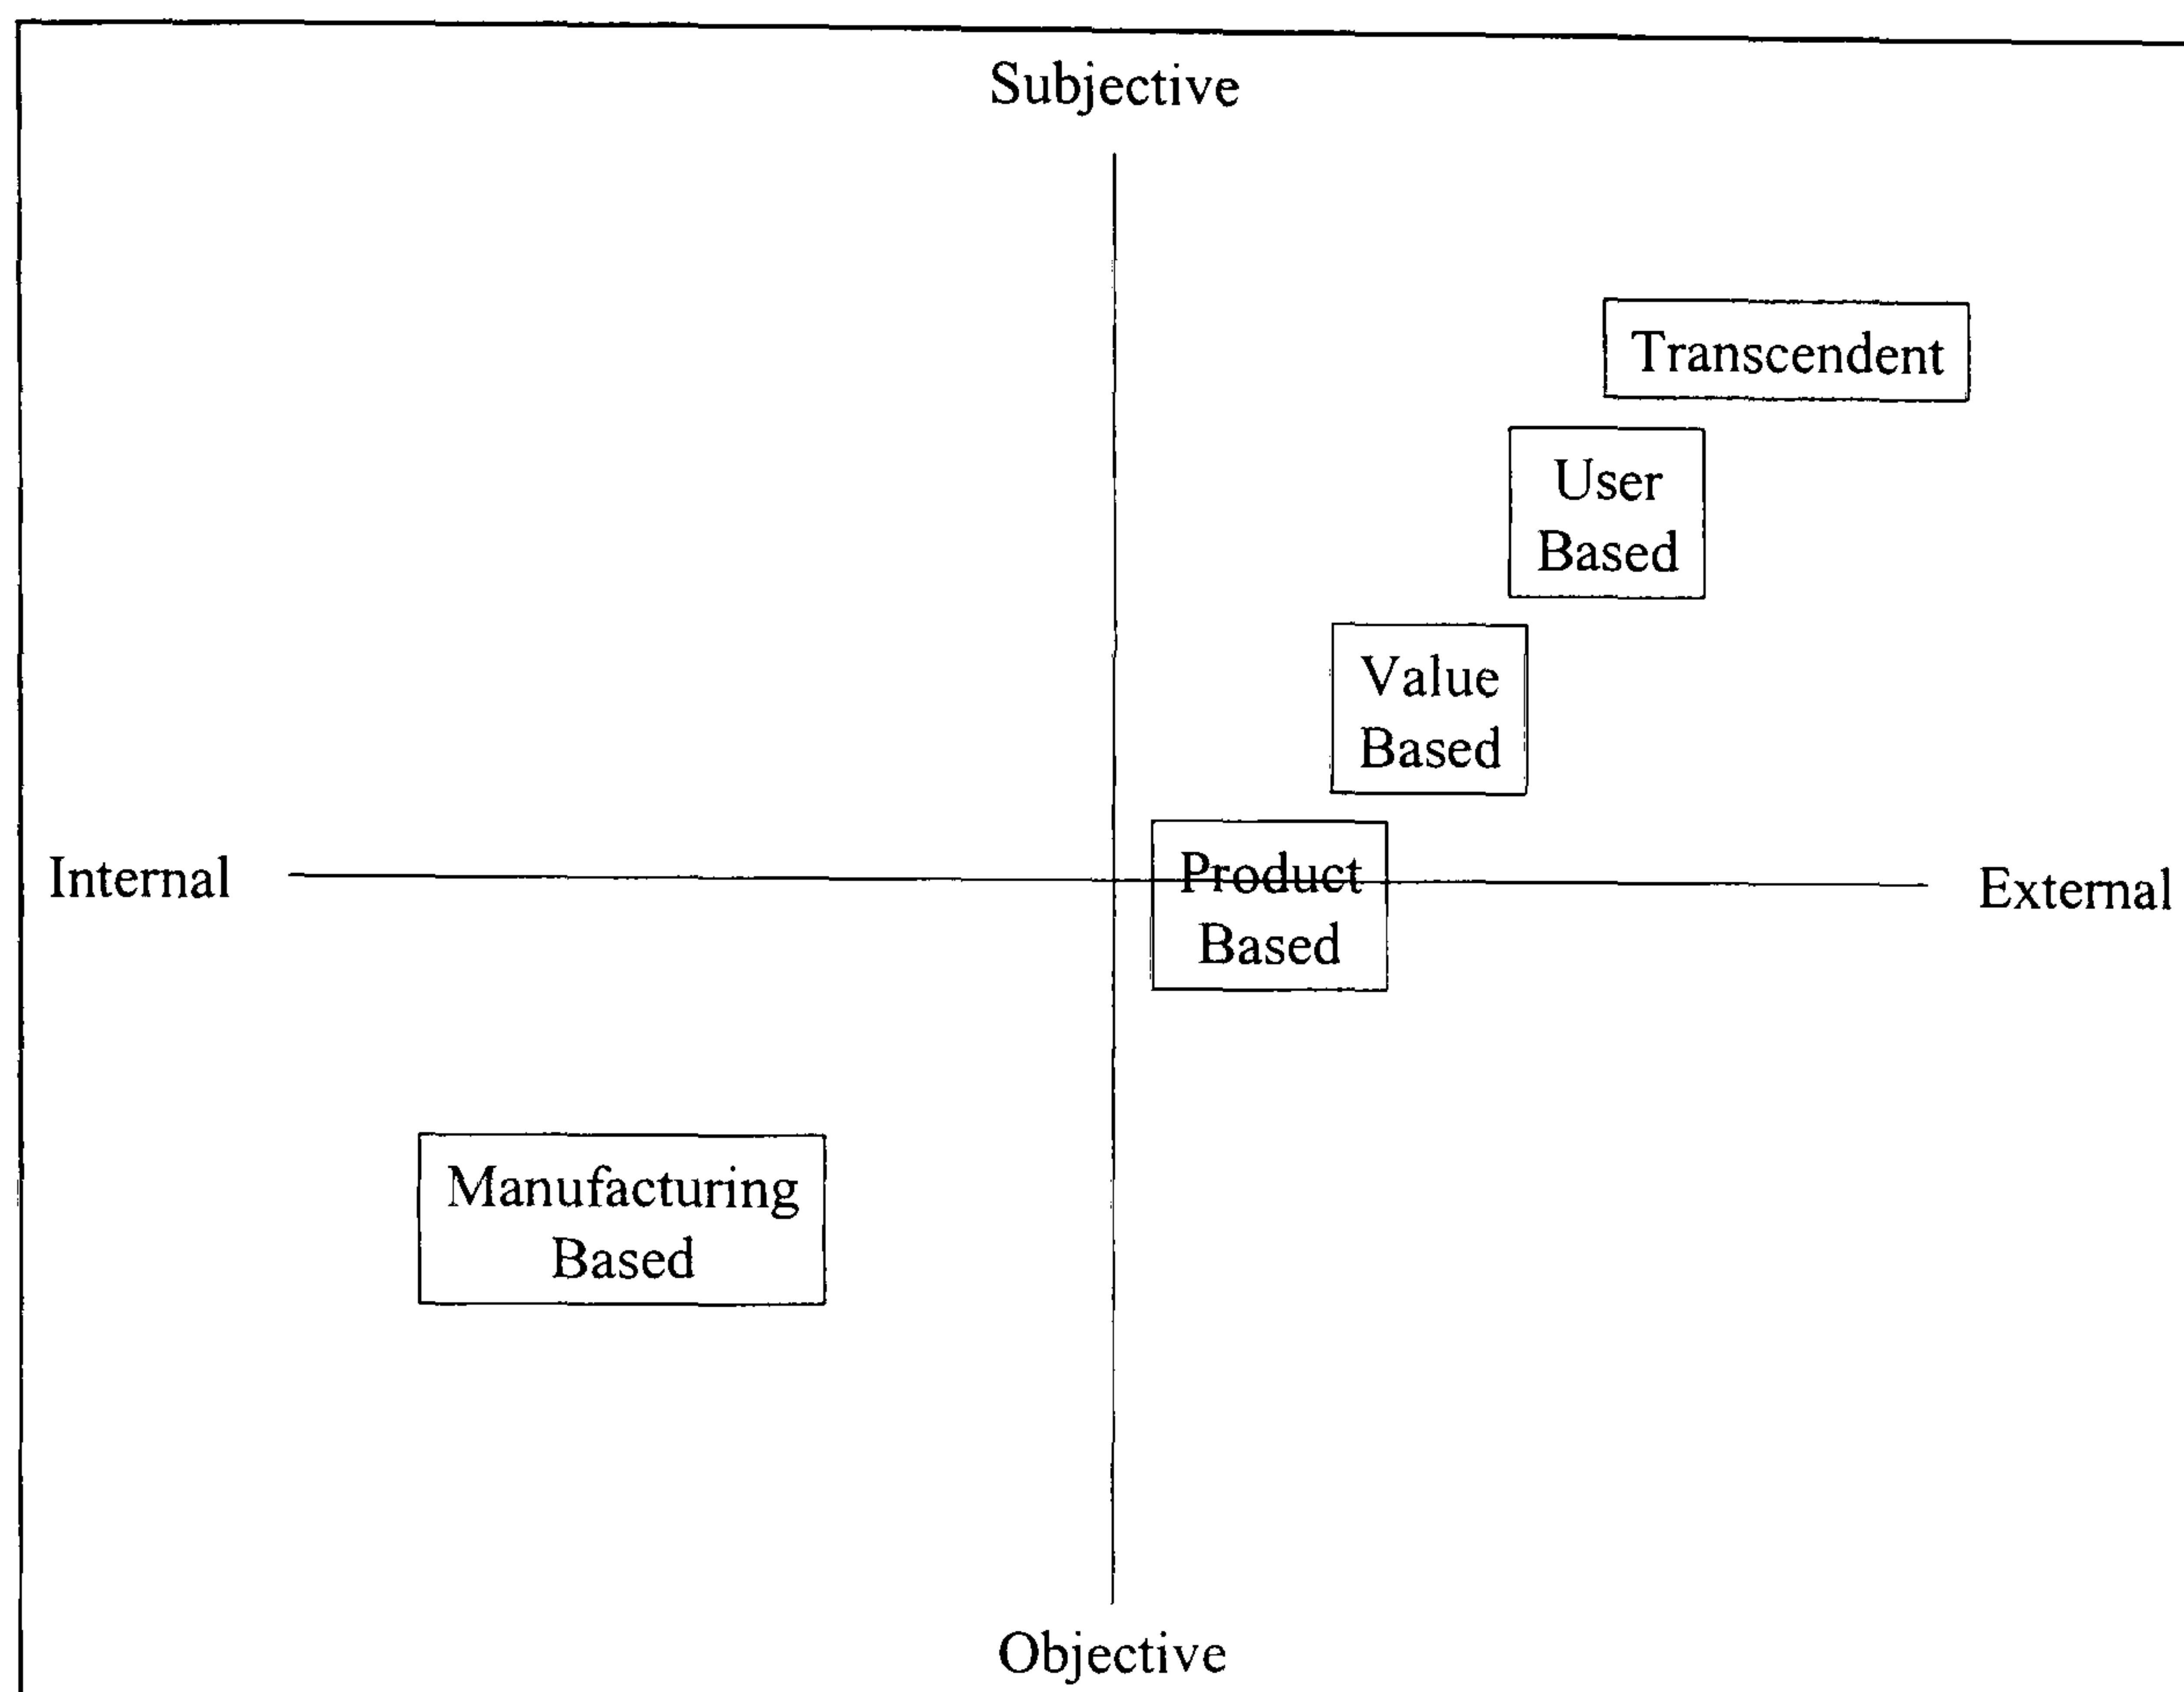 Subjective
Transcendent
User
Based
Value
Based
Internal
Product
Based
External
Manufacturing
Based
Objective